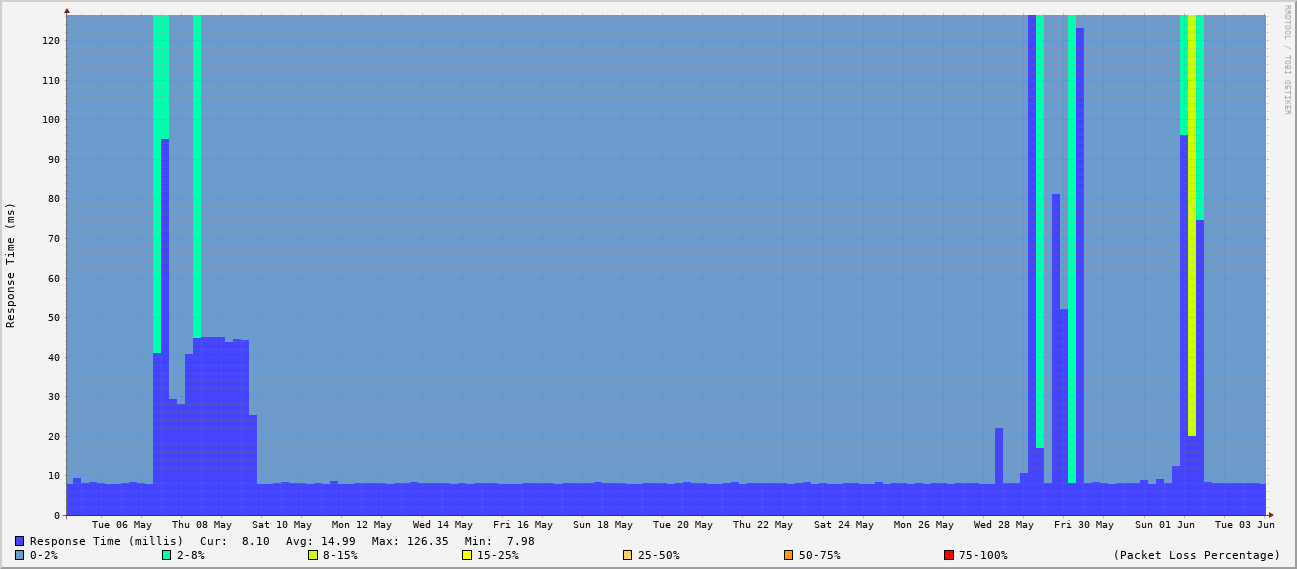 RRDTOOL / TOBI OETIKER
Response Time (ms)
120
110
100
90
80
70
60
50
40
30
20
10
0
Tue 06 May Thu 08 May Sat 10 May Mon 12 May Wed 14 May Fri 16 May Sun 18 May Tue 20 May Thu 22 May Sat 24 May Mon 26 May Wed 28 May Fri 30 May Sun 01 Jun Tue 03 Jun
Response Time (millis) Cur: 8.10 Avg: 14.99 Max: 126.35 Min: 7.98
0-2% 2-8% 8-15% 15-25% 25-50% 50-75% 75-100% (Packet Loss Percentage)